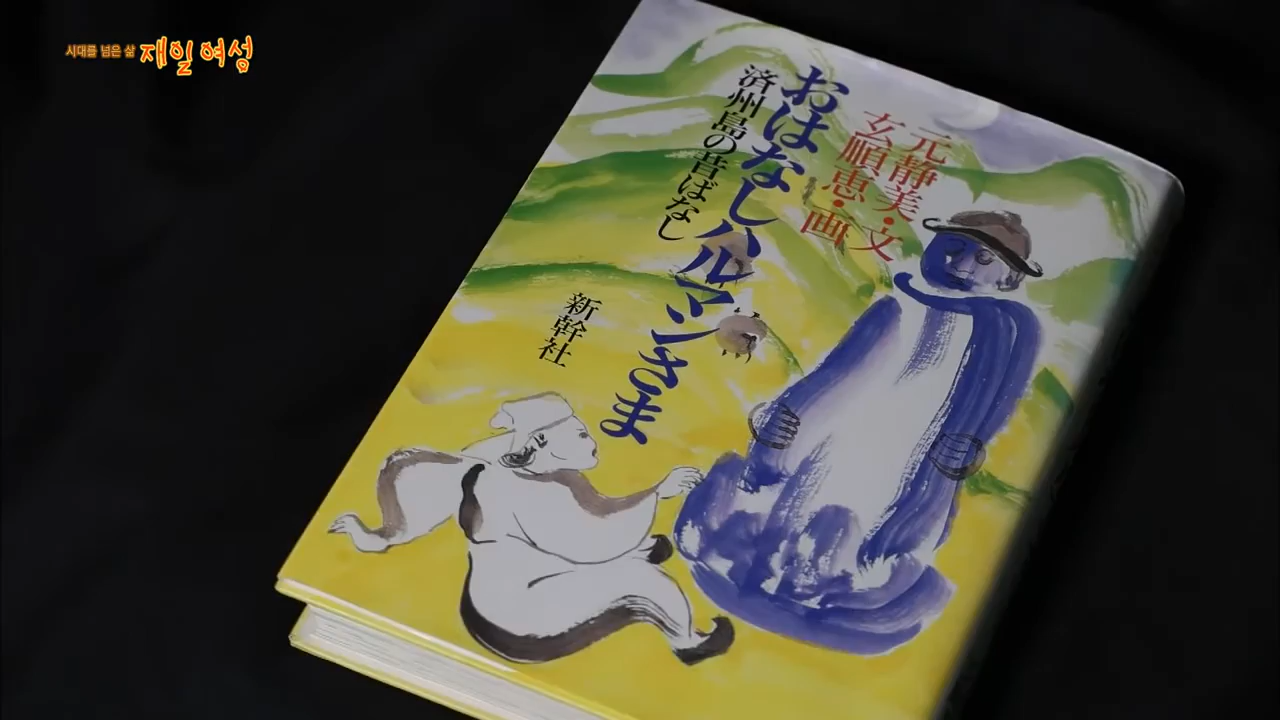 시대를 넘은 삶 재일여성
元静美・文
玄順恵・画
おはなしハルマンさま
済州島の昔ばなし
新幹社